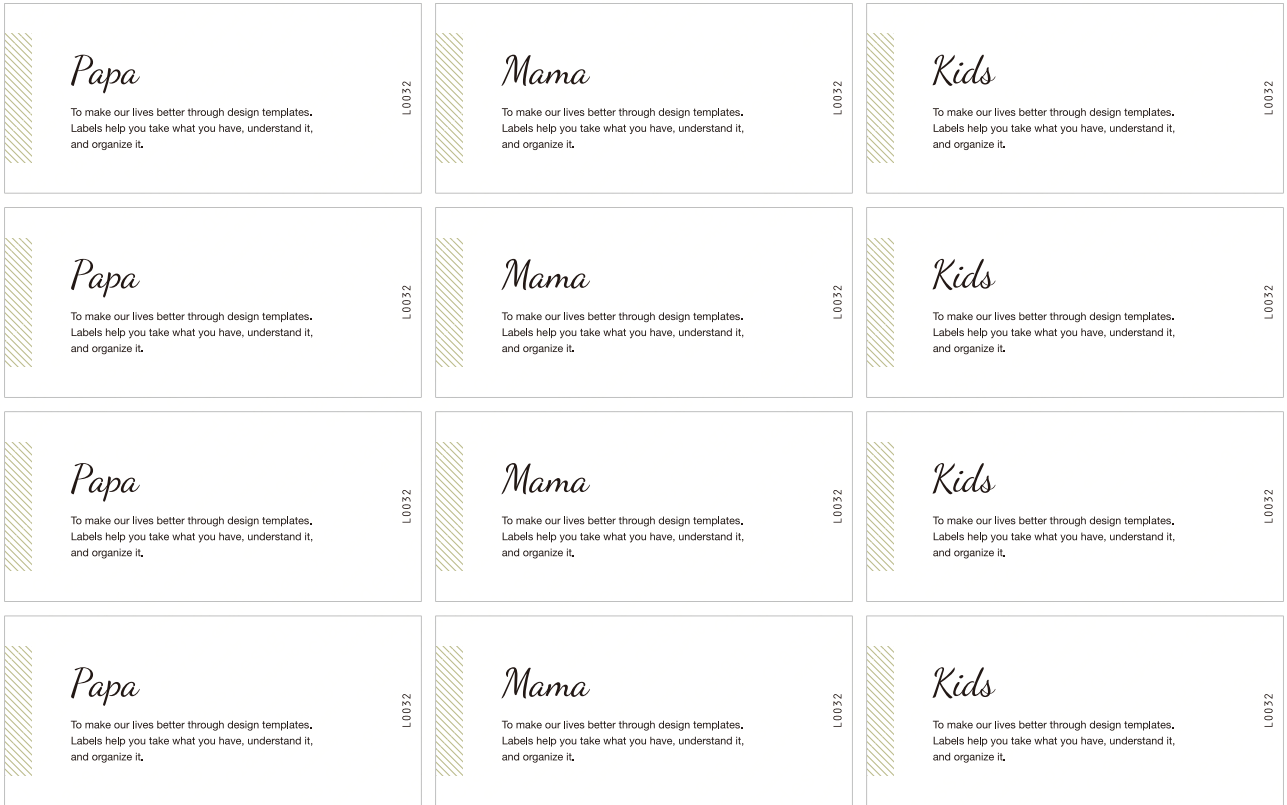 Papa
To make our lives better through design templates.
Labels help you take what you have, understand it,
and organize it.
L0032
Mama
To make our lives better through design templates.
Labels help you take what you have, understand it,
and organize it.
L0032
Kids
To make our lives better through design templates.
Labels help you take what you have, understand it,
and organize it.
L0032
Papa
To make our lives better through design templates.
Labels help you take what you have, understand it,
and organize it.
L0032
Mama
To make our lives better through design templates.
Labels help you take what you have, understand it,
and organize it.
L0032
Kids
To make our lives better through design templates.
Labels help you take what you have, understand it,
and organize it.
L0032
Papa
To make our lives better through design templates.
Labels help you take what you have, understand it,
and organize it.
L0032
Mama
To make our lives better through design templates.
Labels help you take what you have, understand it,
and organize it.
L0032
Kids
To make our lives better through design templates.
Labels help you take what you have, understand it,
and organize it.
L0032
Papa
To make our lives better through design templates.
Labels help you take what you have, understand it,
and organize it.
L0032
Mama
To make our lives better through design templates.
Labels help you take what you have, understand it,
and organize it.
L0032
Kids
To make our lives better through design templates.
Labels help you take what you have, understand it,
and organize it.
L0032